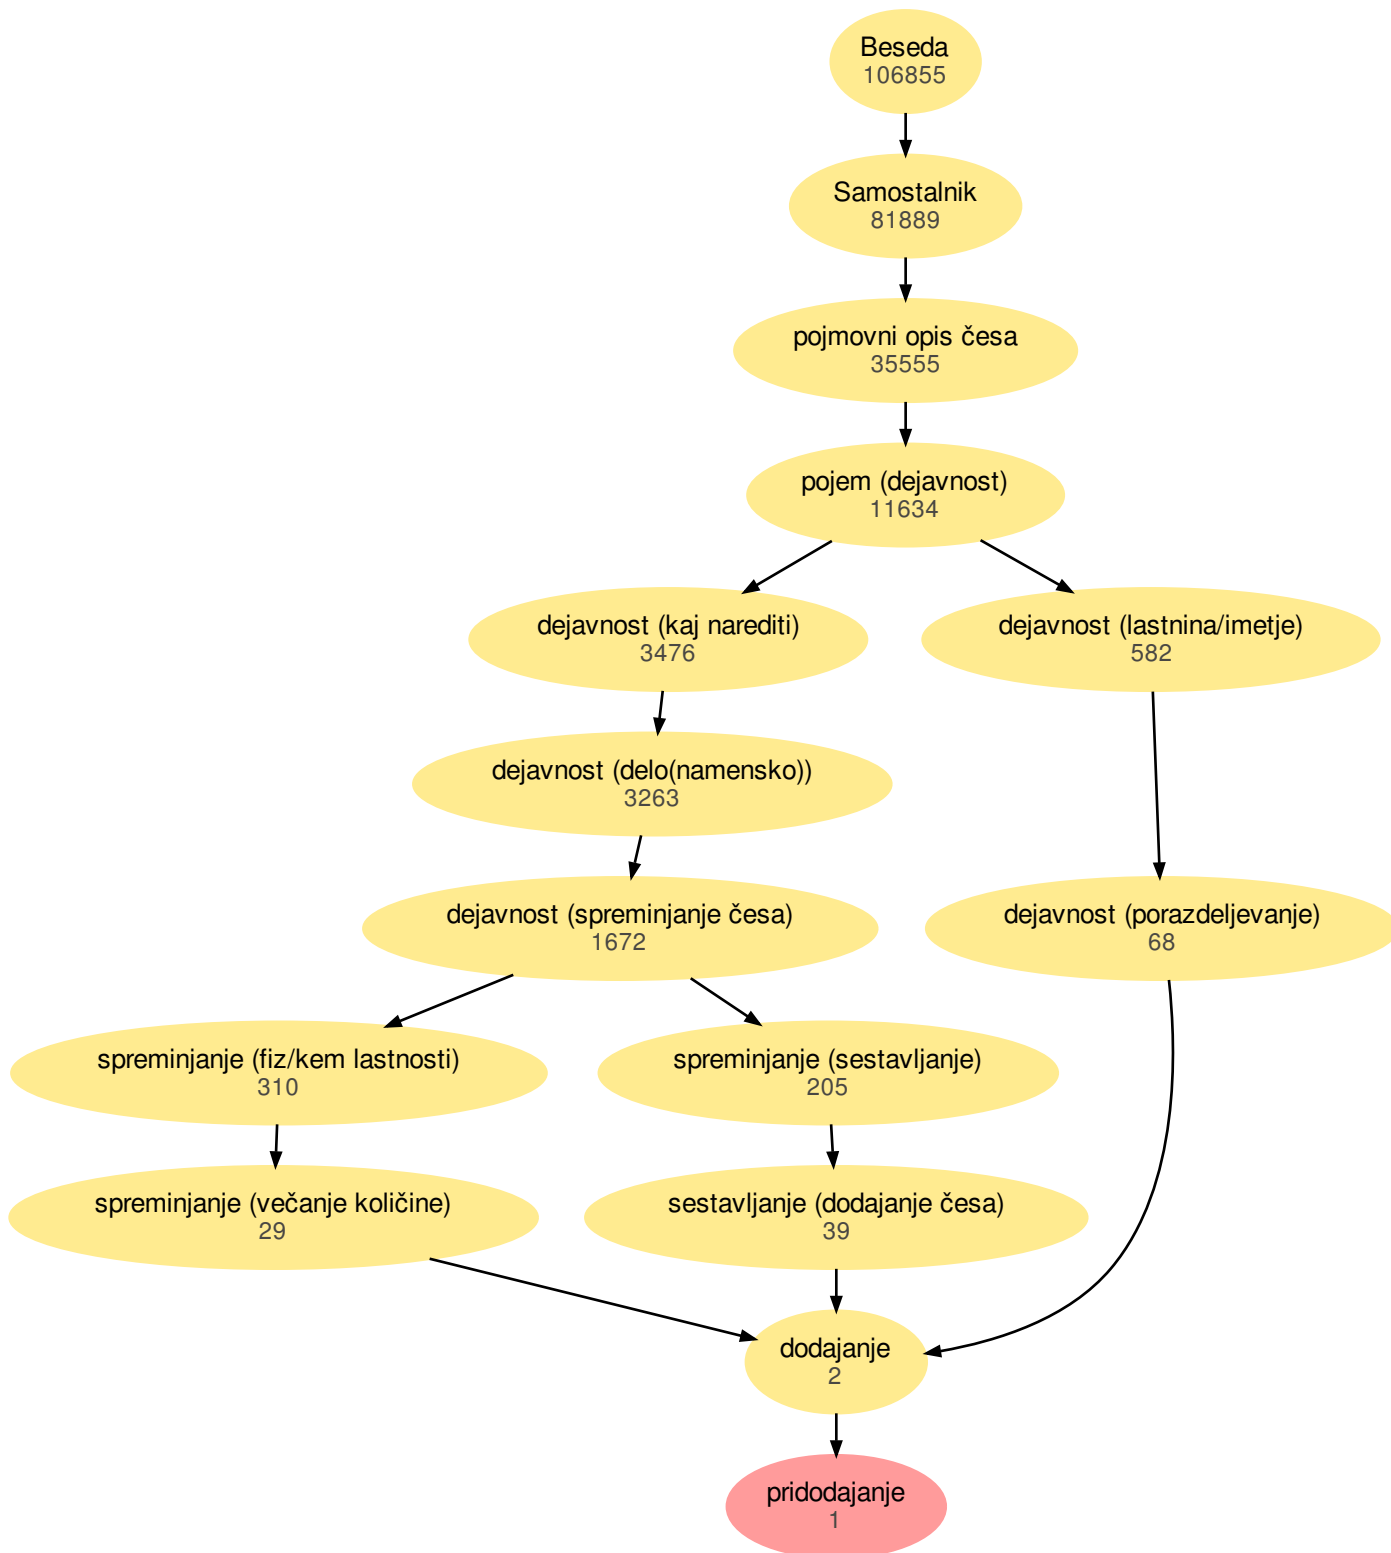 Beseda
106855
Samostalnik
81889
pojmovni opis česa
35555
pojem (dejavnost)
11634
dejavnost (kaj narediti)
3476
dejavnost (lastnina/imetje)
582
dejavnost (delo(namensko))
3263
dejavnost (spreminjanje česa)
1672
dejavnost (porazdeljevanje)
68
spreminjanje (fiz/kem lastnosti)
310
spreminjanje (sestavljanje)
205
spreminjanje (večanje količine)
29
sestavljanje (dodajanje česa)
39
dodajanje
2
pridodajanje
1